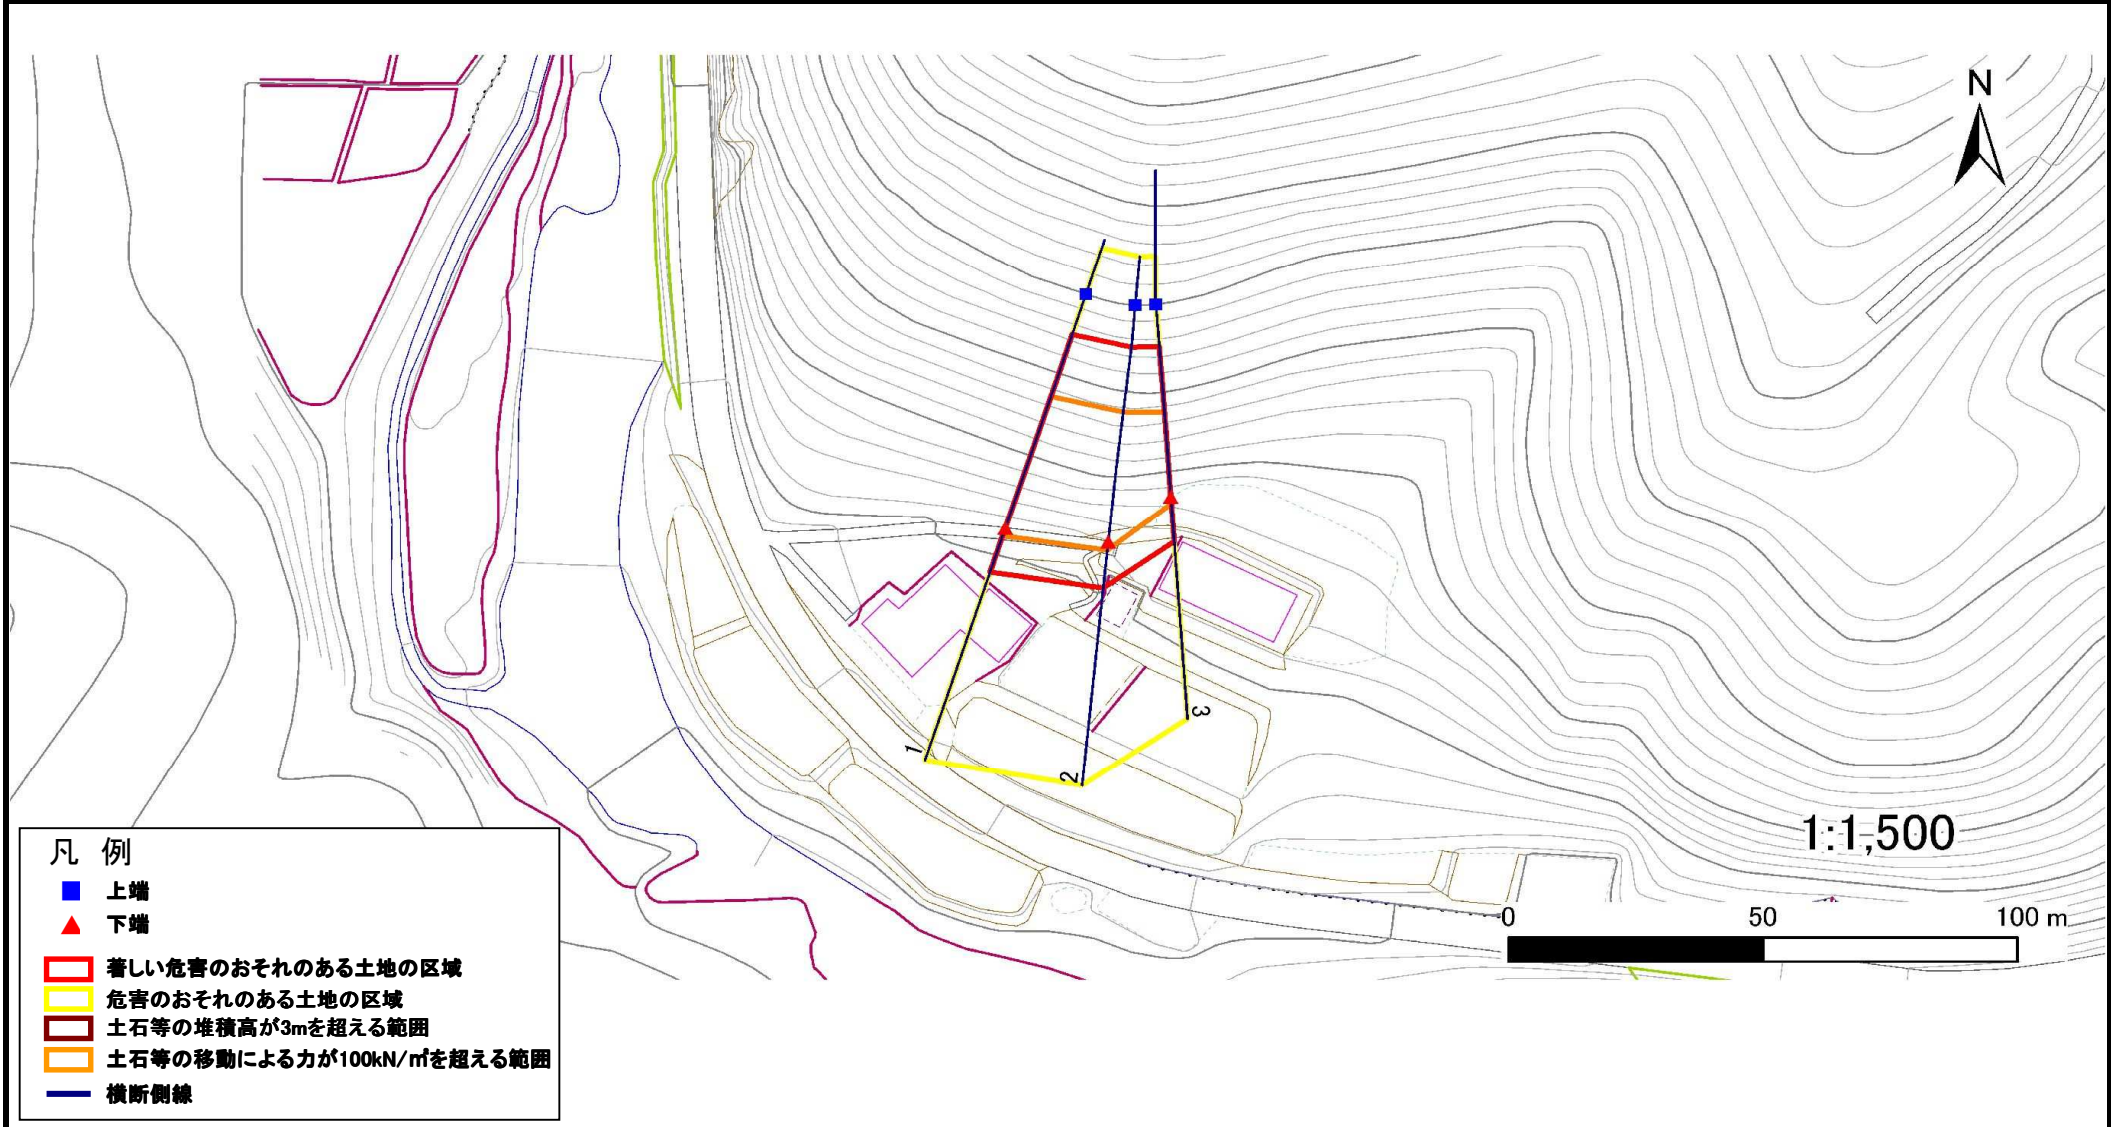 N
1
2
3
1:1,500
0 50 100 m
凡 例
上端
下端
著しい危害のおそれのある土地の区域
危害のおそれのある土地の区域
土石等の堆積高が3mを超える範囲
土石等の移動による力が100kN/㎡を超える範囲
横断側線